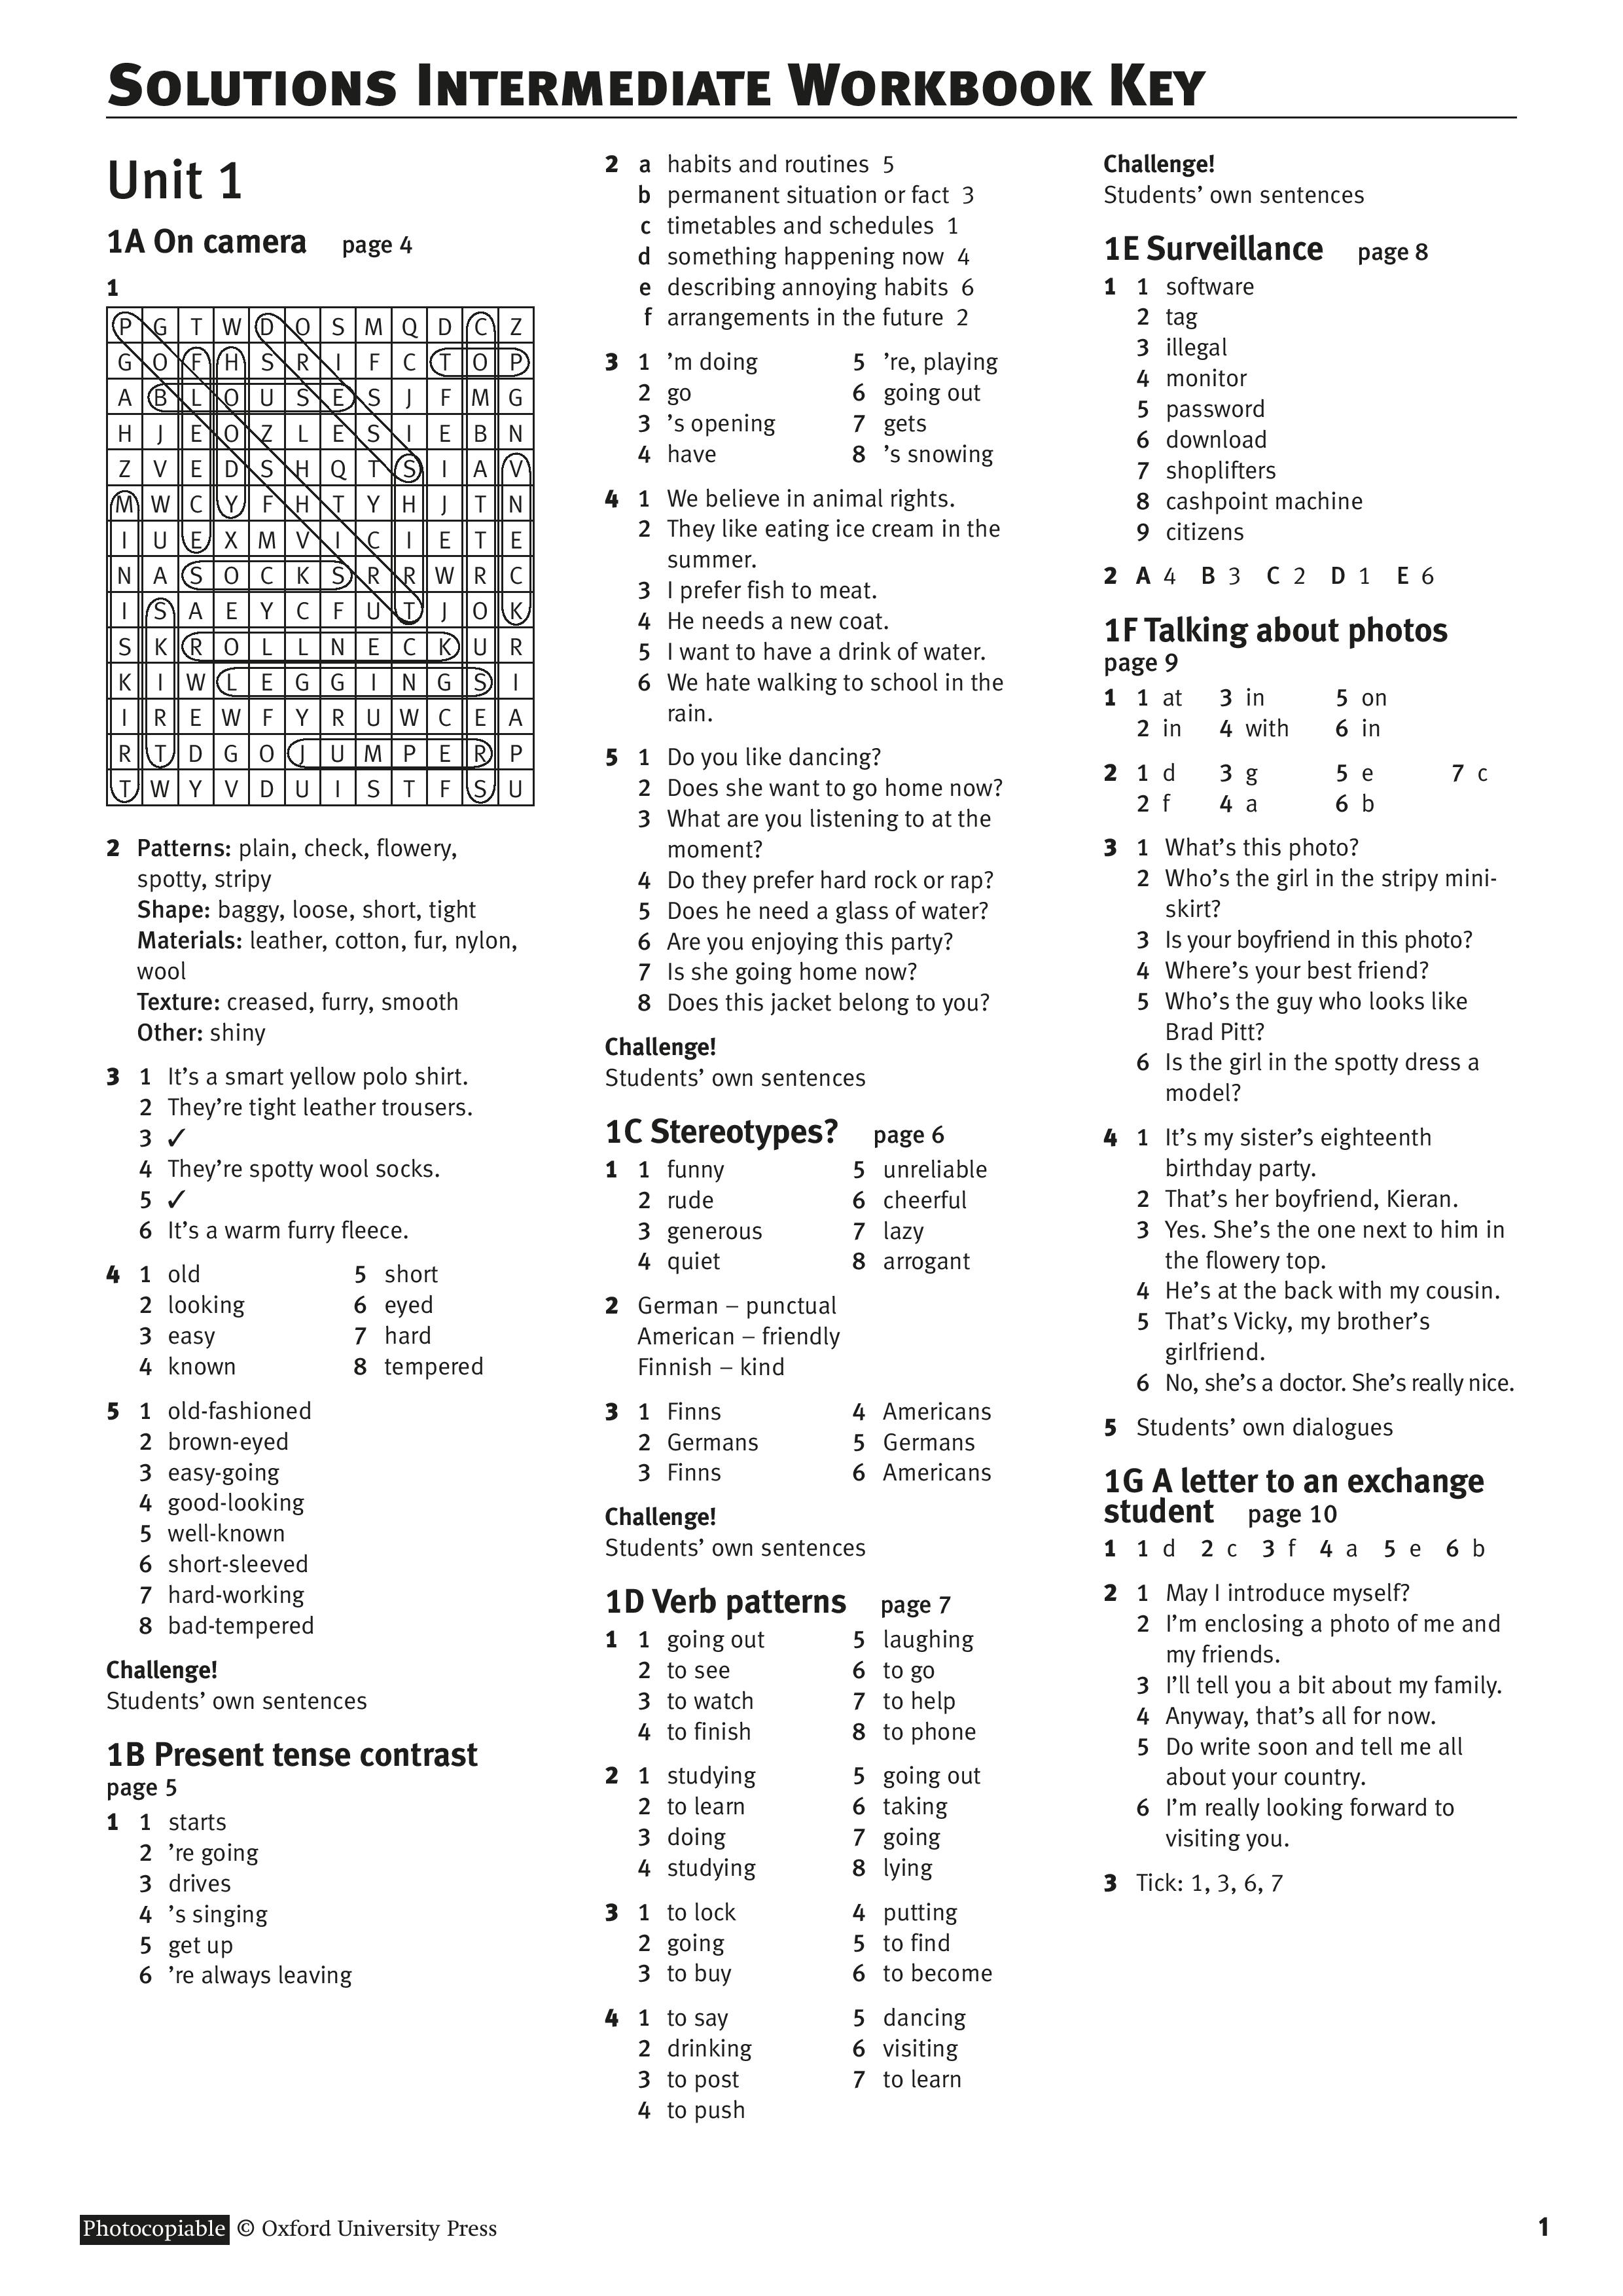 SOLUTIONS INTERMEDIATE WORKBOOK KEY
Unit 1
1A On camera page 4
1
P G T W D O S M Q D C Z
G O F H S R I F C T O P
A B L O U S E S J F M G
H J E O Z L E S I E B N
Z V E D S H Q T S I A V
M W C Y F H T Y H J T N
I U E X M V I C I E T E
N A S O C K S R R W R C
I S A E Y C F U T J O K
S K R O L L N E C K U R
K I W L E G G I N G S I
I R E W F Y R U W C E A
R T D G O J U M P E R P
T W Y V D U I S T F S U
2 Patterns: plain, check, flowery,
spotty, stripy
Shape: baggy, loose, short, tight
Materials: leather, cotton, fur, nylon,
wool
Texture: creased, furry, smooth
Other: shiny
3 1 It's a smart yellow polo shirt.
2 They're tight leather trousers.
3 ✓
4 They're spotty wool socks.
5 ✓
6 It's a warm furry fleece.
4 1 old 5 short
2 looking 6 eyed
3 easy 7 hard
4 known 8 tempered
5 1 old-fashioned
2 brown-eyed
3 easy-going
4 good-looking
5 well-known
6 short-sleeved
7 hard-working
8 bad-tempered
Challenge!
Students' own sentences
1B Present tense contrast
page 5
1 1 starts
2 're going
3 drives
4 's singing
5 get up
6 're always leaving
2 a habits and routines 5
b permanent situation or fact 3
c timetables and schedules 1
d something happening now 4
e describing annoying habits 6
f arrangements in the future 2
3 1 'm doing 5 're, playing
2 go 6 going out
3 's opening 7 gets
4 have 8 's snowing
4 1 We believe in animal rights.
2 They like eating ice cream in the
summer.
3 I prefer fish to meat.
4 He needs a new coat.
5 I want to have a drink of water.
6 We hate walking to school in the
rain.
5 1 Do you like dancing?
2 Does she want to go home now?
3 What are you listening to at the
moment?
4 Do they prefer hard rock or rap?
5 Does he need a glass of water?
6 Are you enjoying this party?
7 Is she going home now?
8 Does this jacket belong to you?
Challenge!
Students' own sentences
1C Stereotypes? page 6
1 1 funny 5 unreliable
2 rude 6 cheerful
3 generous 7 lazy
4 quiet 8 arrogant
2 German – punctual
American – friendly
Finnish – kind
3 1 Finns 4 Americans
2 Germans 5 Germans
3 Finns 6 Americans
Challenge!
Students' own sentences
1D Verb patterns page 7
1 1 going out 5 laughing
2 to see 6 to go
3 to watch 7 to help
4 to finish 8 to phone
2 1 studying 5 going out
2 to learn 6 taking
3 doing 7 going
4 studying 8 lying
3 1 to lock 4 putting
2 going 5 to find
3 to buy 6 to become
4 1 to say 5 dancing
2 drinking 6 visiting
3 to post 7 to learn
4 to push
Challenge!
Students' own sentences
1E Surveillance page 8
1 1 software
2 tag
3 illegal
4 monitor
5 password
6 download
7 shoplifters
8 cashpoint machine
9 citizens
2 A 4 B 3 C 2 D 1 E 6
1F Talking about photos
page 9
1 1 at 3 in 5 on
2 in 4 with 6 in
2 1 d 3 g 5 e 7 c
2 f 4 a 6 b
3 1 What's this photo?
2 Who's the girl in the stripy mini-
skirt?
3 Is your boyfriend in this photo?
4 Where's your best friend?
5 Who's the guy who looks like
Brad Pitt?
6 Is the girl in the spotty dress a
model?
4 1 It's my sister's eighteenth
birthday party.
2 That's her boyfriend, Kieran.
3 Yes. She's the one next to him in
the flowery top.
4 He's at the back with my cousin.
5 That's Vicky, my brother's
girlfriend.
6 No, she's a doctor. She's really nice.
5 Students' own dialogues
1G A letter to an exchange
student page 10
1 1 d 2 c 3 f 4 a 5 e 6 b
2 1 May I introduce myself?
2 I'm enclosing a photo of me and
my friends.
3 I'll tell you a bit about my family.
4 Anyway, that's all for now.
5 Do write soon and tell me all
about your country.
6 I'm really looking forward to
visiting you.
3 Tick: 1, 3, 6, 7
Photocopiable © Oxford University Press
1